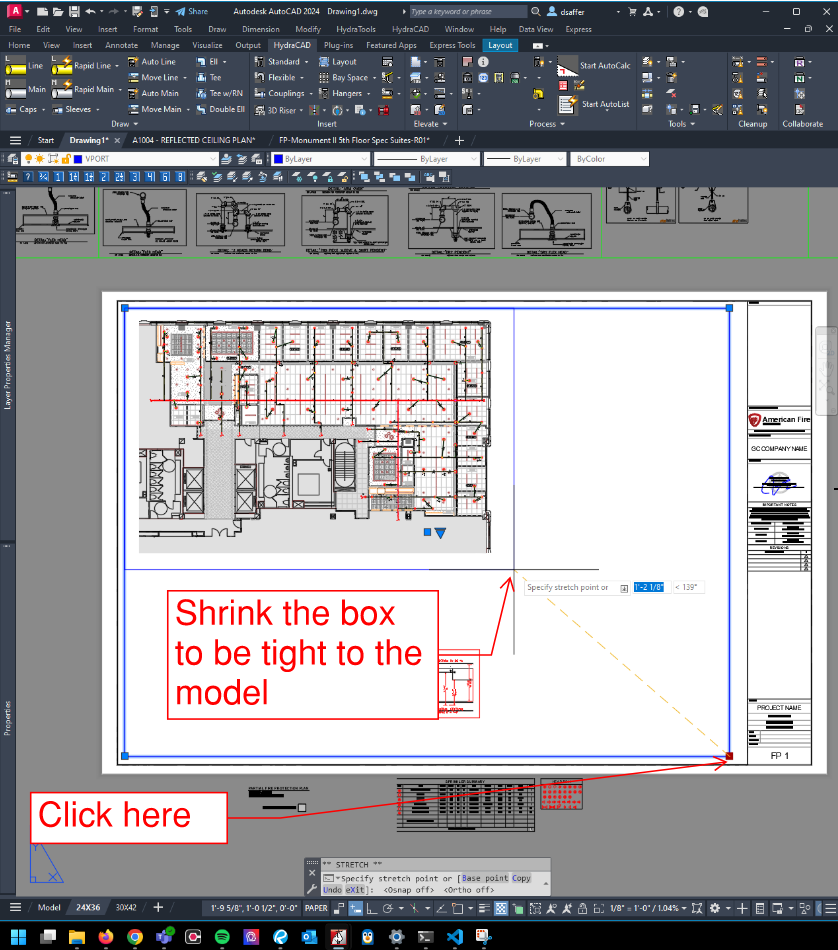 Share
Autodesk AutoCAD 2024 Drawing1.dwg
Type a keyword or phrase
dsaffer
File Edit View Insert Format Tools Draw Dimension Modify HydraTools HydraCAD Window Help Data View Express
Home View Insert Annotate Manage Visualize Output HydraCAD Plug-ins Featured Apps Express Tools Layout
Line Rapid Line Auto Line Ell Standard Layout Start AutoCalc
Move Line Tee Flexible Bay Space
Main Rapid Main Auto Main Tee w/RN Couplings Hangers Start AutoList
Caps Sleeves Move Main Double Ell 3D Riser
Draw Insert Elevate Process Tools Cleanup Collaborate
Start Drawing1* A1004 - REFLECTED CEILING PLAN* FP-Monument II 5th Floor Spec Suites-R01*
VPORT ByLayer ByLayer ByLayer ByColor
Layer Properties Manager
Properties
American Fire
GC COMPANY NAME
IMPORTANT NOTES
REVISIONS
Specify stretch point or 1'-2 1/8" < 139°
Shrink the box
to be tight to the
model
PROJECT NAME
FP 1
SPRINKLER SUMMARY
Click here
** STRETCH **
Specify stretch point or [Base point Copy
Undo eXit]: <Osnap off> <Ortho off>
Model 24X36 30X42 1'-9 5/8", 1'-0 1/2", 0'-0" PAPER 1/8" = 1'-0" / 1.04%